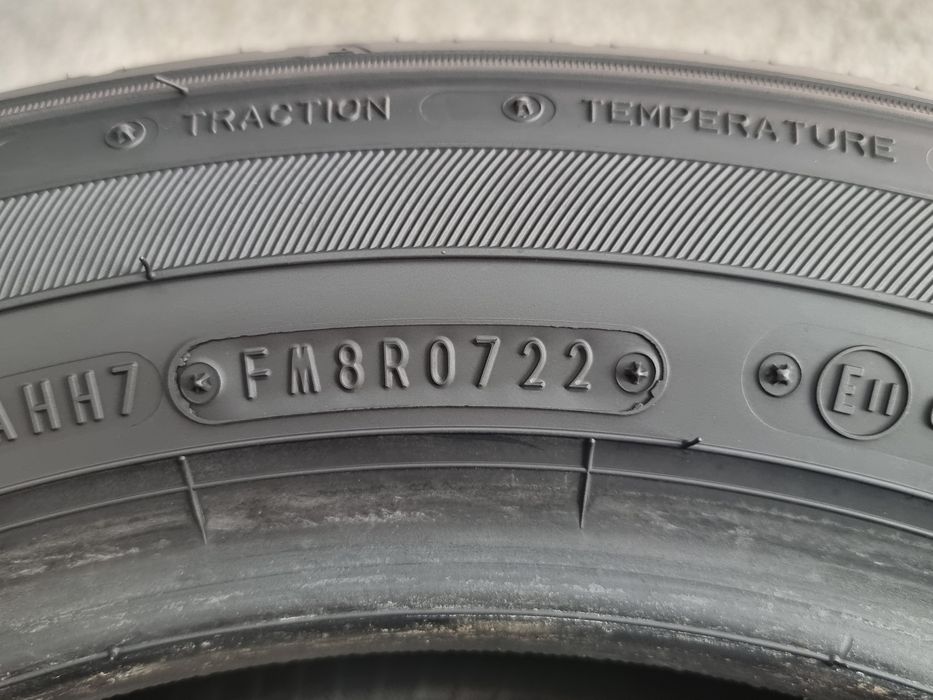 A TRACTION A TEMPERATURE
AHH7 FM8R0722 E11